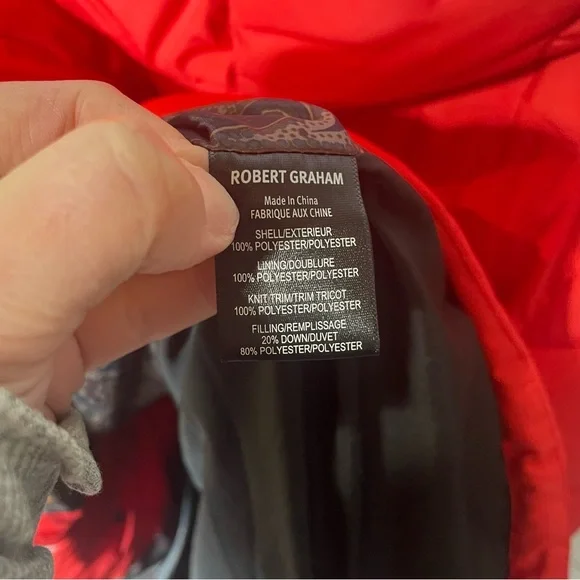 ROBERT GRAHAM
Made In China
FABRIQUE AUX CHINE
SHELL/EXTERIEUR
100% POLYESTER/POLYESTER
LINING/DOUBLURE
100% POLYESTER/POLYESTER
KNIT TRIM/TRIM TRICOT
100% POLYESTER/POLYESTER
FILLING/REMPLISSAGE
20% DOWN/DUVET
80% POLYESTER/POLYESTER